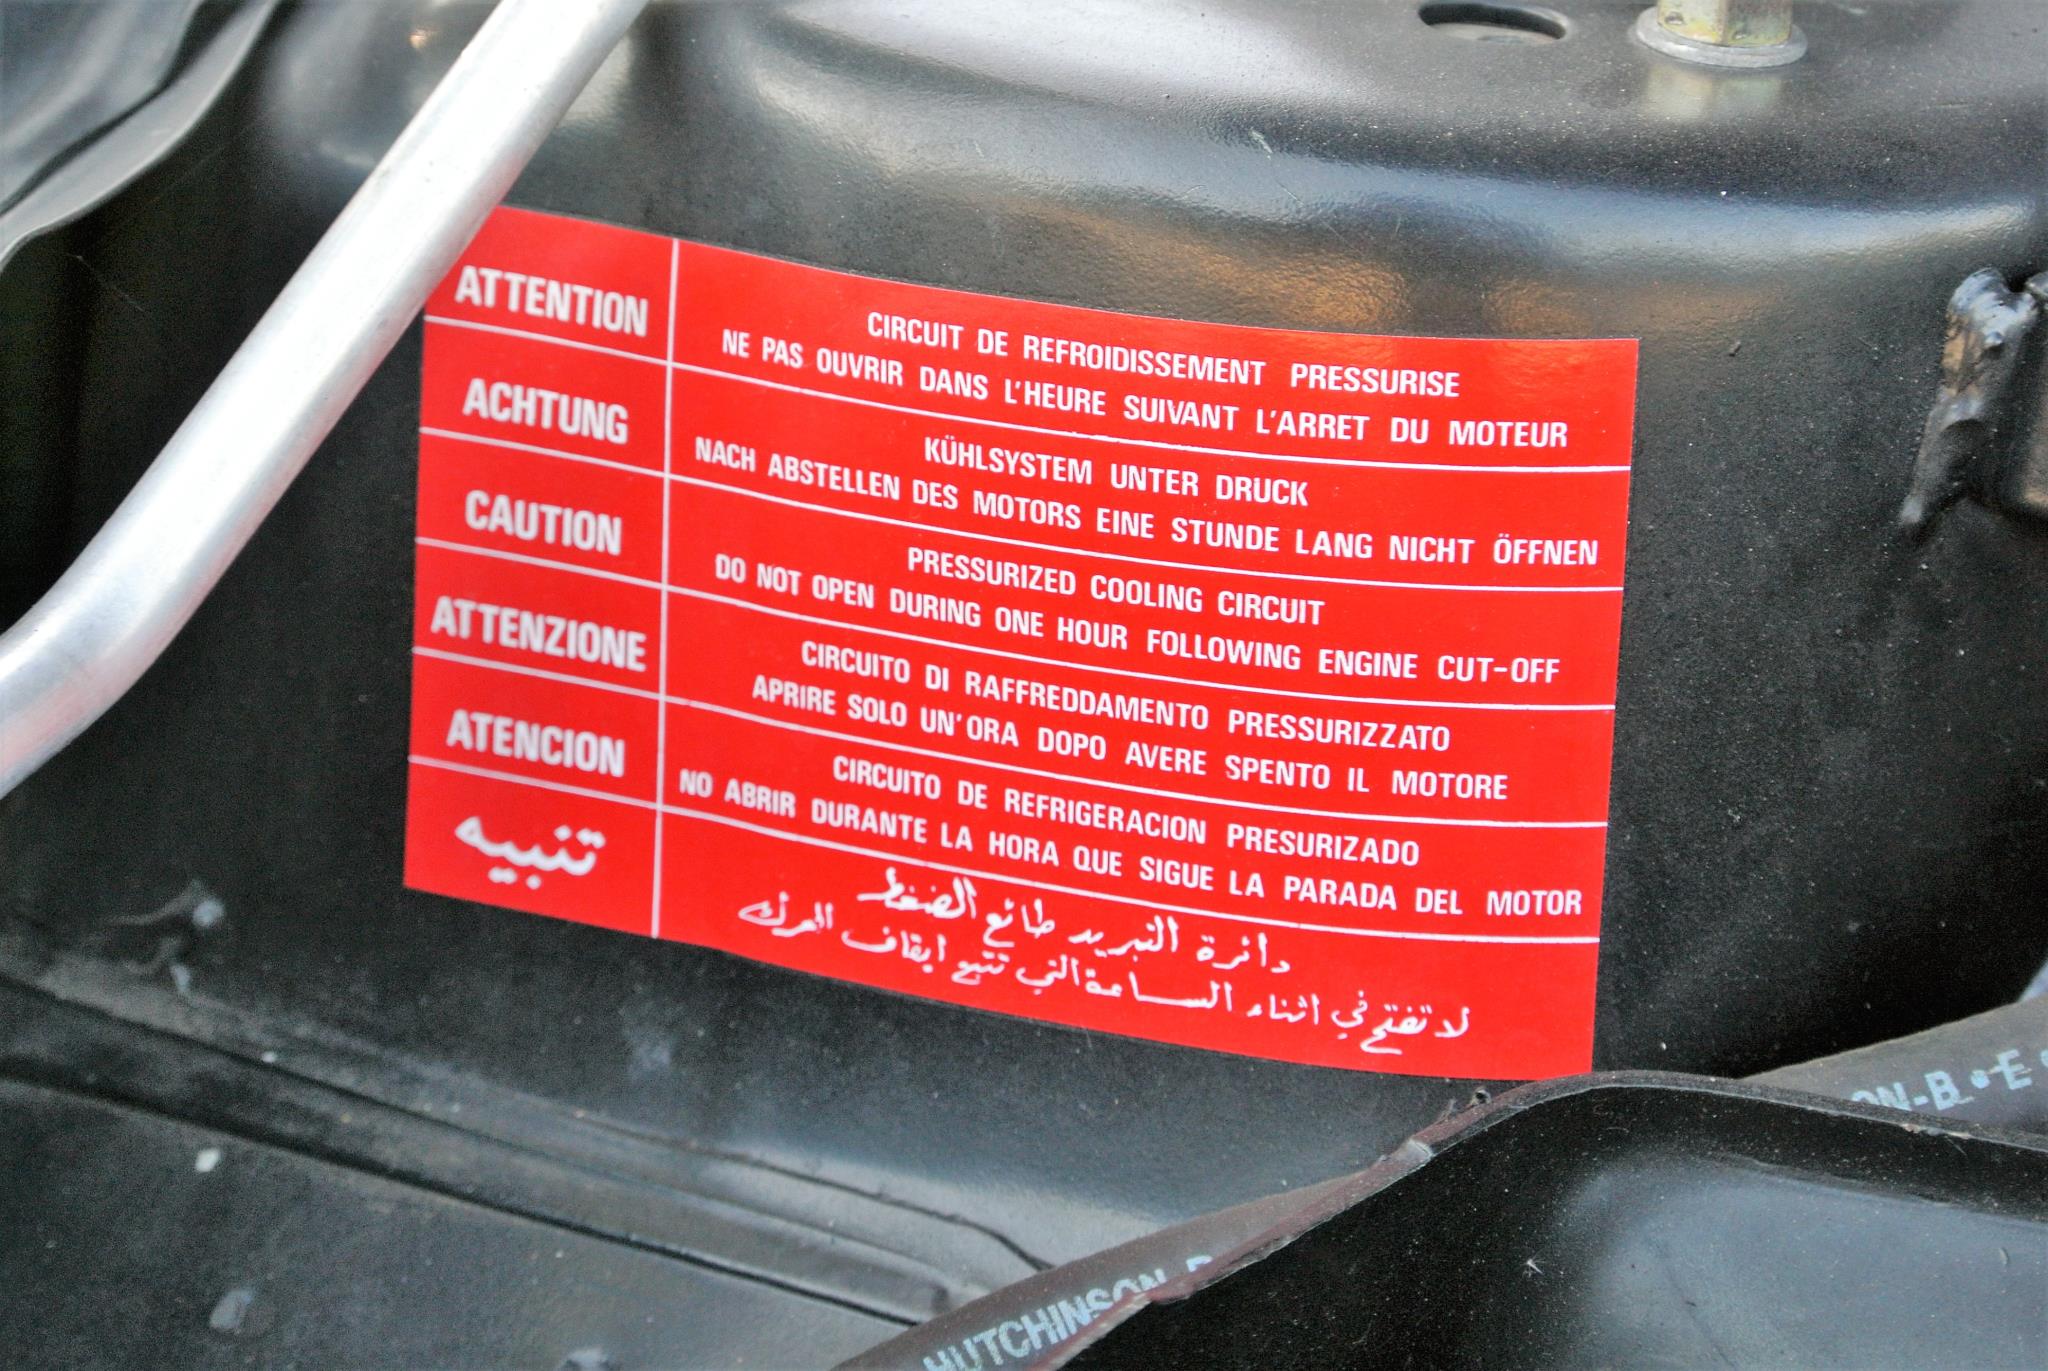 ATTENTION
CIRCUIT DE REFROIDISSEMENT PRESSURISE
NE PAS OUVRIR DANS L'HEURE SUIVANT L'ARRET DU MOTEUR
ACHTUNG
KÜHLSYSTEM UNTER DRUCK
NACH ABSTELLEN DES MOTORS EINE STUNDE LANG NICHT ÖFFNEN
CAUTION
PRESSURIZED COOLING CIRCUIT
DO NOT OPEN DURING ONE HOUR FOLLOWING ENGINE CUT-OFF
ATTENZIONE
CIRCUITO DI RAFFREDDAMENTO PRESSURIZZATO
APRIRE SOLO UN'ORA DOPO AVERE SPENTO IL MOTORE
ATENCION
CIRCUITO DE REFRIGERACION PRESURIZADO
NO ABRIR DURANTE LA HORA QUE SIGUE LA PARADA DEL MOTOR
تنبيه
دائرة التبريد طائع الضغط
لا تفتح في اثناء الساعة التي تتبع ايقاف المحرك
ON-B.•E
HUTCHINSON